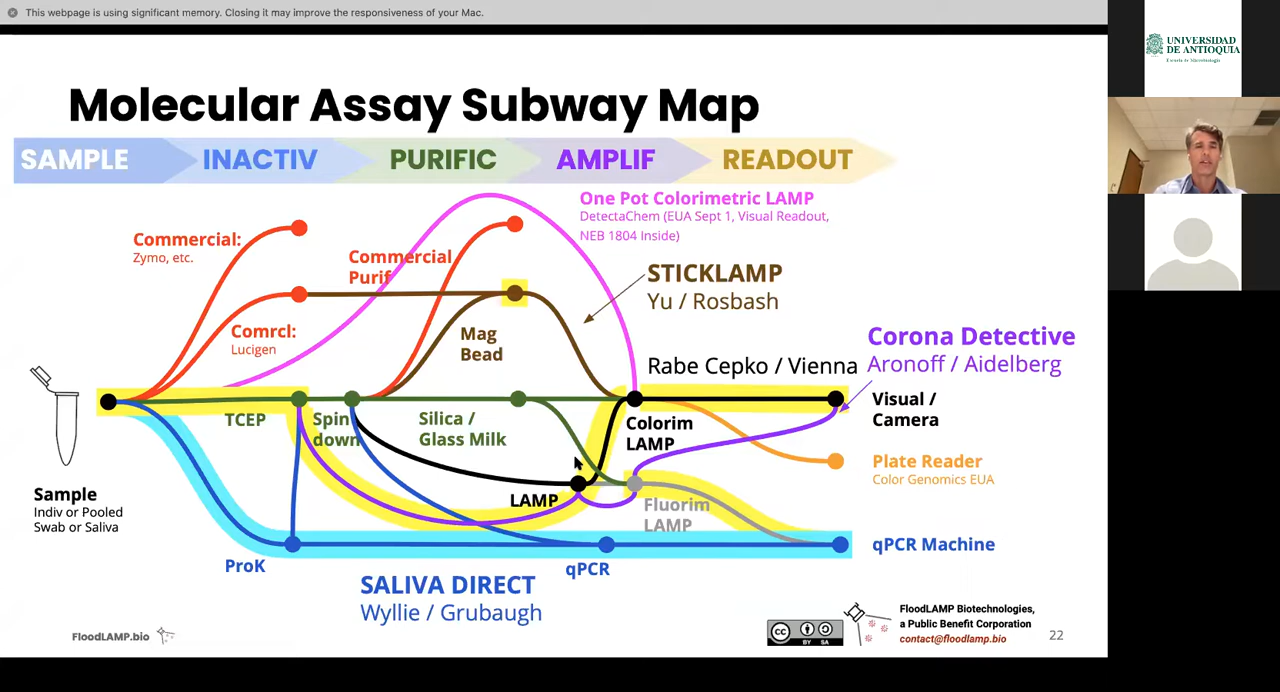 This webpage is using significant memory. Closing it may improve the responsiveness of your Mac.
UNIVERSIDAD
DE ANTIOQUIA
Escuela de Microbiología
Molecular Assay Subway Map
SAMPLE
INACTIV
PURIFIC
AMPLIF
READOUT
One Pot Colorimetric LAMP
DetectaChem (EUA Sept 1, Visual Readout,
NEB 1804 Inside)
Commercial:
Zymo, etc.
Commercial
Purif
STICKLAMP
Yu / Rosbash
Comrcl:
Lucigen
Mag
Bead
Corona Detective
Aronoff / Aidelberg
Rabe Cepko / Vienna
TCEP
Spin
down
Silica /
Glass Milk
Colorim
LAMP
Visual /
Camera
Plate Reader
Color Genomics EUA
LAMP
Fluorim
LAMP
Sample
Indiv or Pooled
Swab or Saliva
ProK
qPCR
qPCR Machine
SALIVA DIRECT
Wyllie / Grubaugh
FloodLAMP.bio
cc
BY SA
FloodLAMP Biotechnologies,
a Public Benefit Corporation
contact@floodlamp.bio
22